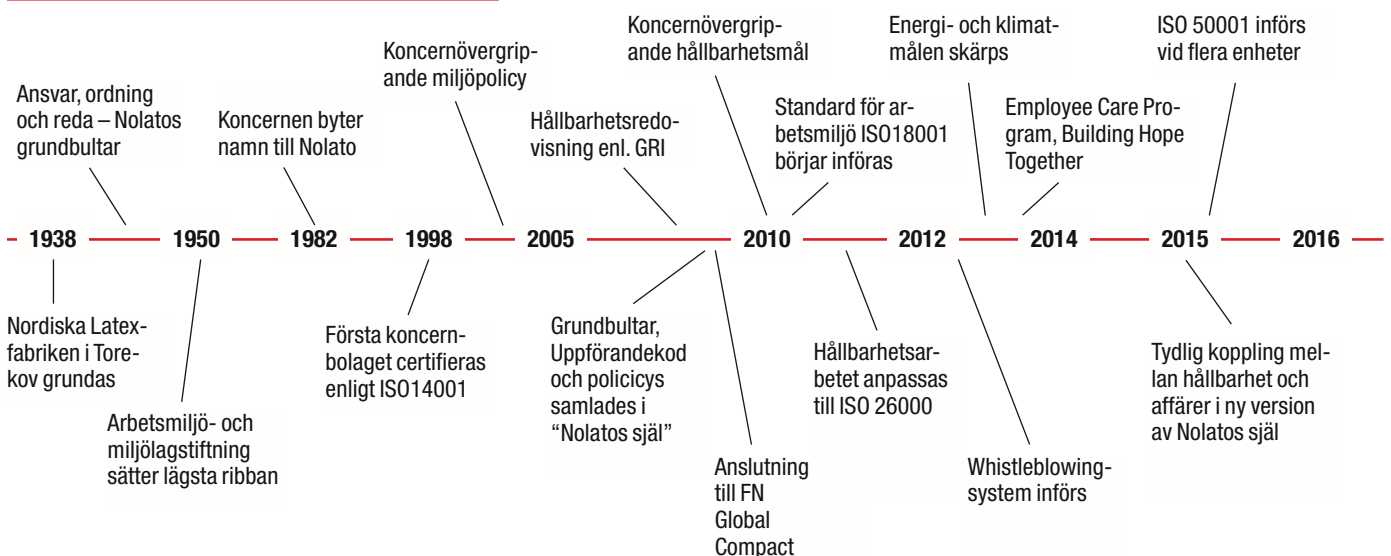 Ansvar, ordning
och reda – Nolatos
grundbultar
Koncernen byter
namn till Nolato
Koncernövergrip-
ande miljöpolicy
Hållbarhetsredo-
visning enl. GRI
Koncernövergrip-
ande hållbarhetsmål
Standard för ar-
betsmiljö ISO18001
börjar införas
Energi- och klimat-
målen skärps
Employee Care Pro-
gram, Building Hope
Together
ISO 50001 införs
vid flera enheter
1938 1950 1982 1998 2005 2010 2012 2014 2015 2016
Nordiska Latex-
fabriken i Tore-
kov grundas
Arbetsmiljö- och
miljölagstiftning
sätter lägsta ribban
Första koncern-
bolaget certifieras
enligt ISO14001
Grundbultar,
Uppförandekod
och policicys
samlades i
“Nolatos själ”
Anslutning
till FN
Global
Compact
Hållbarhetsar-
betet anpassas
till ISO 26000
Whistleblowing-
system införs
Tydlig koppling mel-
lan hållbarhet och
affärer i ny version
av Nolatos själ